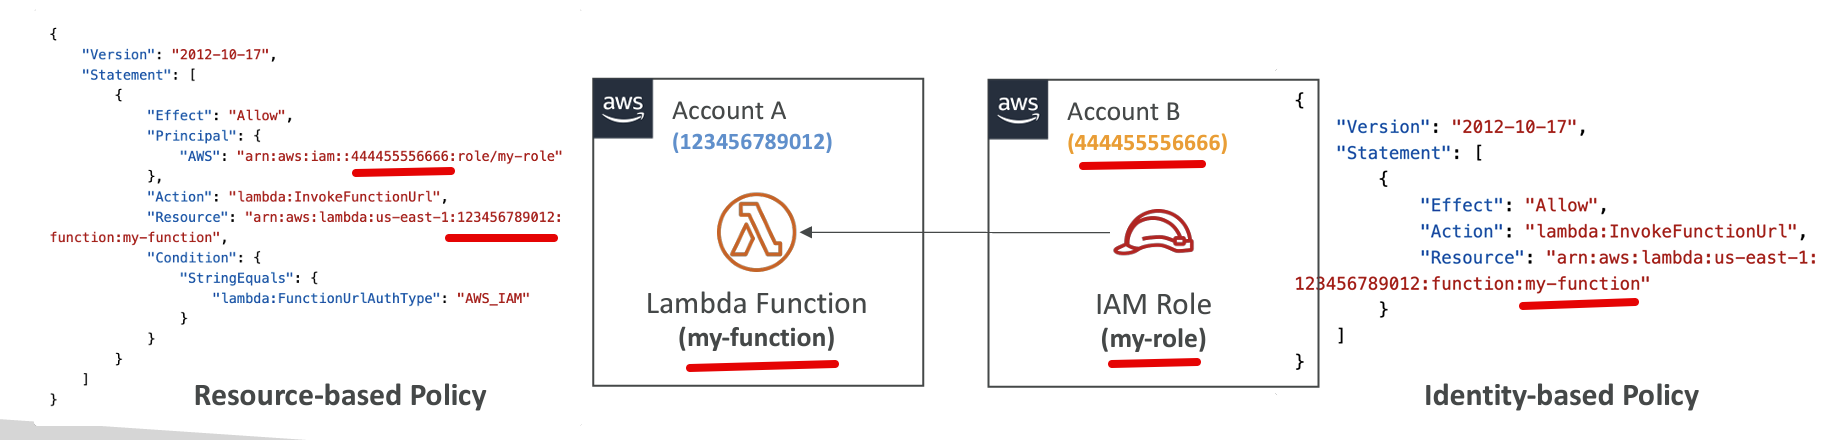 {
"Version": "2012-10-17",
"Statement": [
{
"Effect": "Allow",
"Principal": {
"AWS": "arn:aws:iam::444455556666:role/my-role"
},
"Action": "lambda:InvokeFunctionUrl",
"Resource": "arn:aws:lambda:us-east-1:123456789012:
function:my-function",
"Condition": {
"StringEquals": {
"lambda:FunctionUrlAuthType": "AWS_IAM"
}
}
}
]
}
Resource-based Policy
aws
Account A
(123456789012)
Lambda Function
(my-function)
aws
Account B
(444455556666)
IAM Role
(my-role)
{
"Version": "2012-10-17",
"Statement": [
{
"Effect": "Allow",
"Action": "lambda:InvokeFunctionUrl",
"Resource": "arn:aws:lambda:us-east-1:
123456789012:function:my-function"
}
]
}
Identity-based Policy